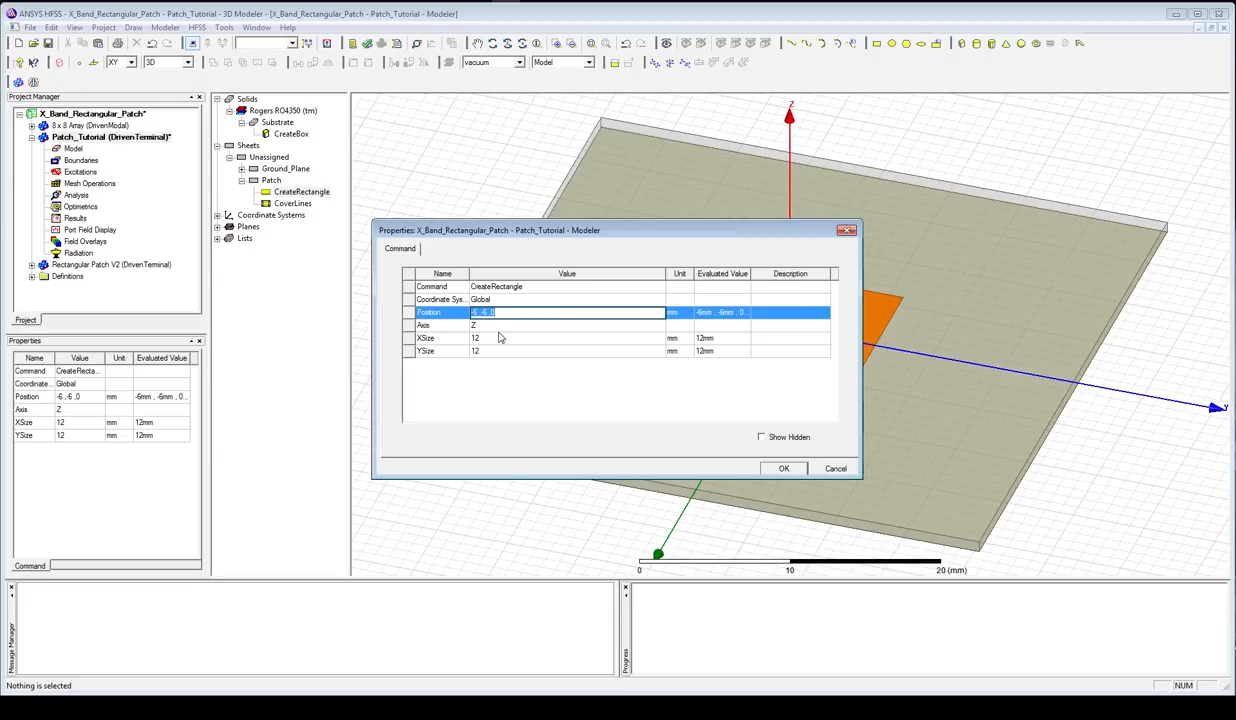 ANSYS HFSS - X_Band_Rectangular_Patch - Patch_Tutorial - 3D Modeler - [X_Band_Rectangular_Patch - Patch_Tutorial - Modeler]
File Edit View Project Draw Modeler HFSS Tools Window Help
XY 3D vacuum Model
Project Manager
X_Band_Rectangular_Patch*
8 x 8 Array (DrivenModal)
Patch_Tutorial (DrivenTerminal)*
Model
Boundaries
Excitations
Mesh Operations
Analysis
Optimetrics
Results
Port Field Display
Field Overlays
Radiation
Rectangular Patch V2 (DrivenTerminal)
Definitions
Project
Solids
Rogers RO4350 (tm)
Substrate
CreateBox
Sheets
Unassigned
Ground_Plane
Patch
CreateRectangle
CoverLines
Coordinate Systems
Planes
Lists
Properties
Name Value Unit Evaluated Value
Command CreateRecta...
Coordinate... Global
Position -6 ,-6 ,0 mm -6mm , -6mm , 0...
Axis Z
XSize 12 mm 12mm
YSize 12 mm 12mm
Command
Z
Y
Properties: X_Band_Rectangular_Patch - Patch_Tutorial - Modeler
Command
Name Value Unit Evaluated Value Description
Command CreateRectangle
Coordinate Sys... Global
Position -6 ,-6 ,0 mm -6mm , -6mm , 0...
Axis Z
XSize 12 mm 12mm
YSize 12 mm 12mm
Show Hidden
OK Cancel
0 10 20 (mm)
Message Manager
Progress
Nothing is selected
NUM